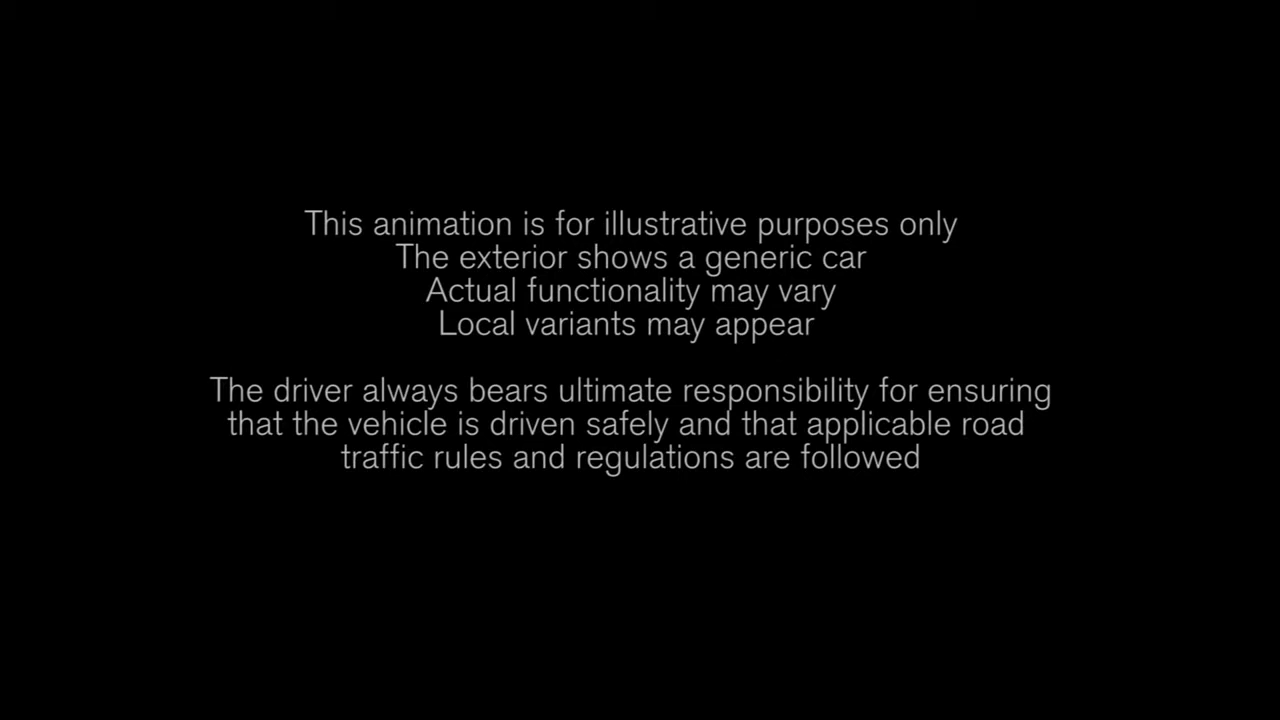 This animation is for illustrative purposes only
The exterior shows a generic car
Actual functionality may vary
Local variants may appear
The driver always bears ultimate responsibility for ensuring
that the vehicle is driven safely and that applicable road
traffic rules and regulations are followed